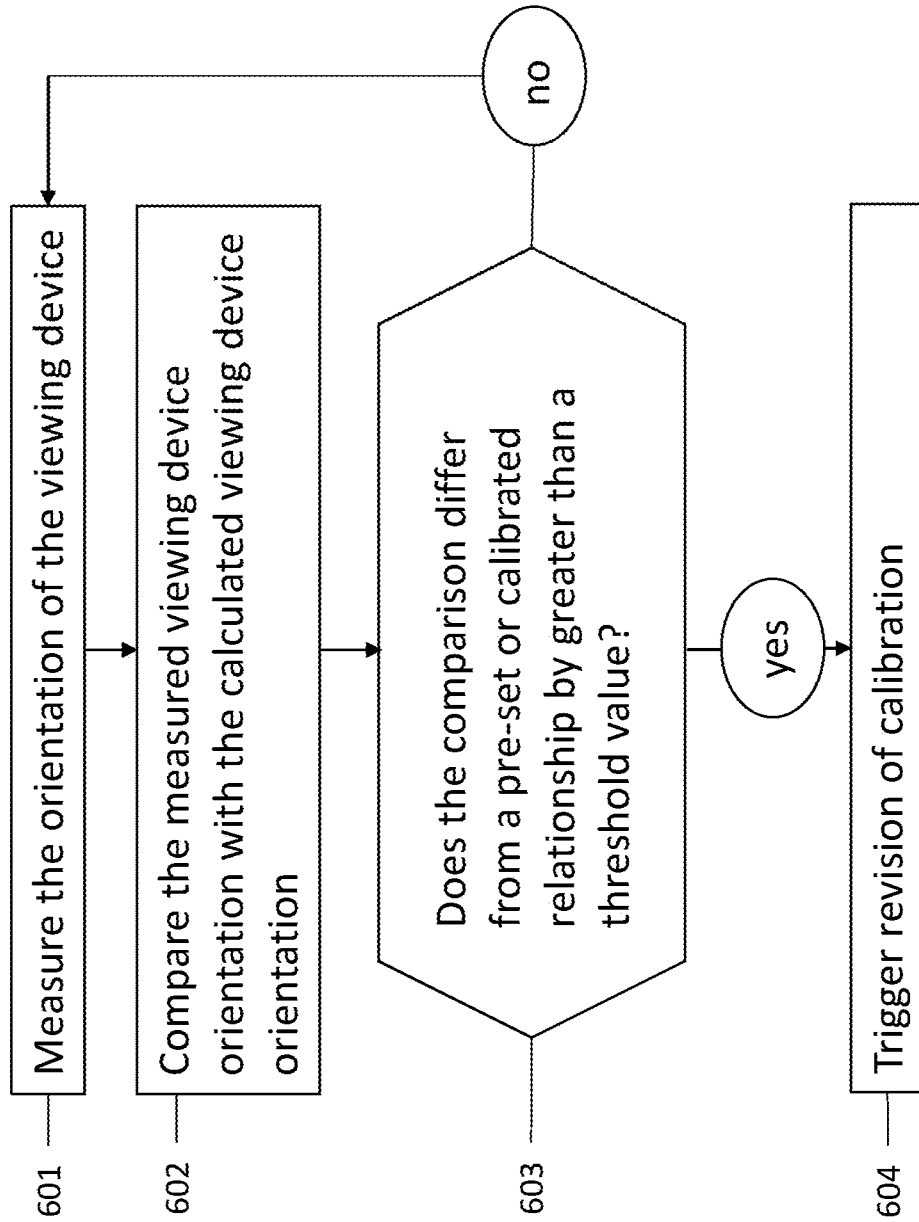 601
Measure the orientation of the viewing device
602
Compare the measured viewing device
orientation with the calculated viewing device
orientation
603
Does the comparison differ
from a pre-set or calibrated
relationship by greater than a
threshold value?
no
yes
604
Trigger revision of calibration